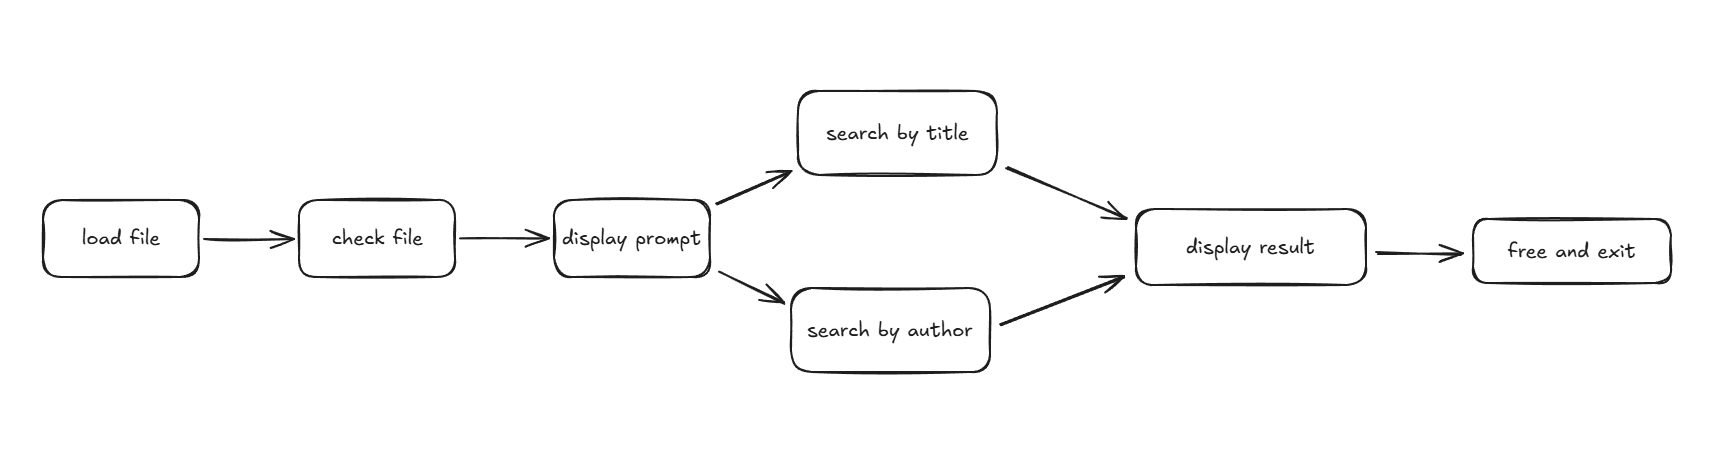 load file
check file
display prompt
search by title
search by author
display result
free and exit